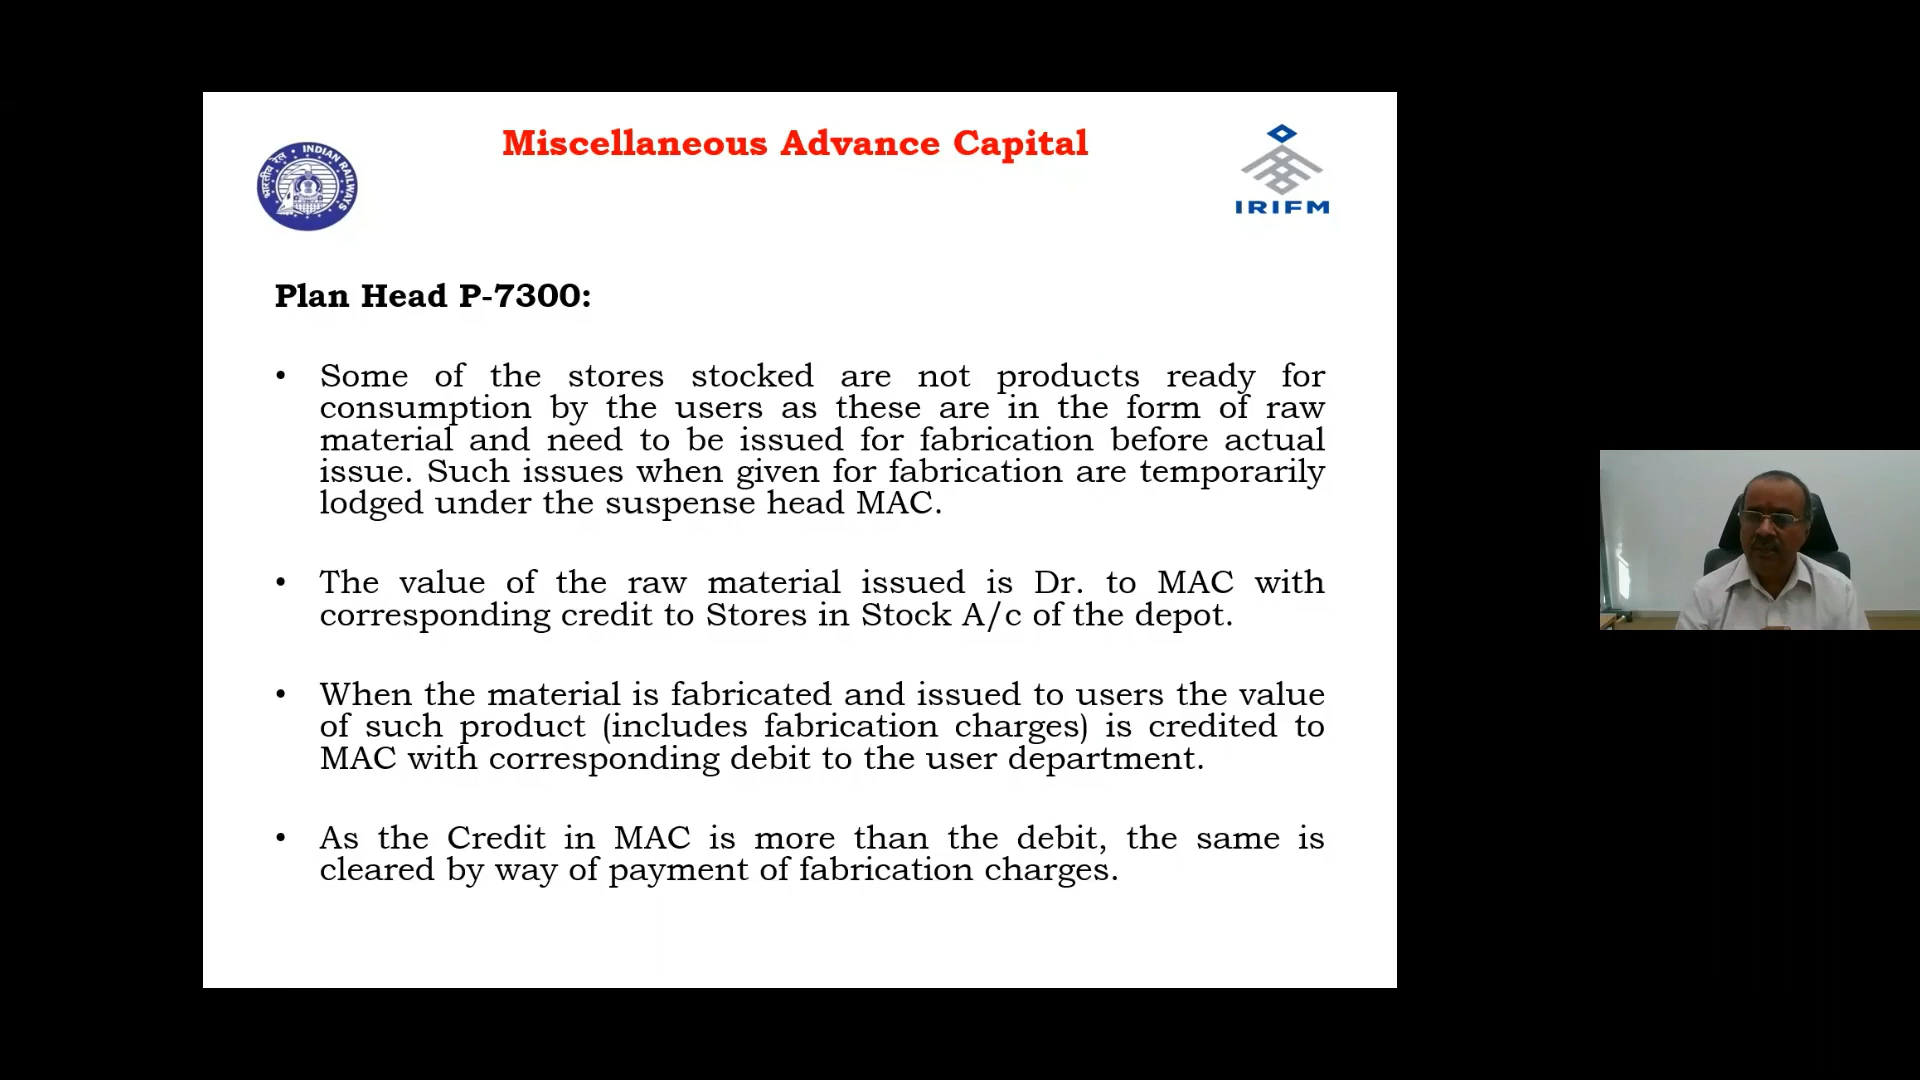 Miscellaneous Advance Capital
भारतीय रेल • INDIAN RAILWAYS
IRIFM
Plan Head P-7300:
• Some of the stores stocked are not products ready for
consumption by the users as these are in the form of raw
material and need to be issued for fabrication before actual
issue. Such issues when given for fabrication are temporarily
lodged under the suspense head MAC.
• The value of the raw material issued is Dr. to MAC with
corresponding credit to Stores in Stock A/c of the depot.
• When the material is fabricated and issued to users the value
of such product (includes fabrication charges) is credited to
MAC with corresponding debit to the user department.
• As the Credit in MAC is more than the debit, the same is
cleared by way of payment of fabrication charges.